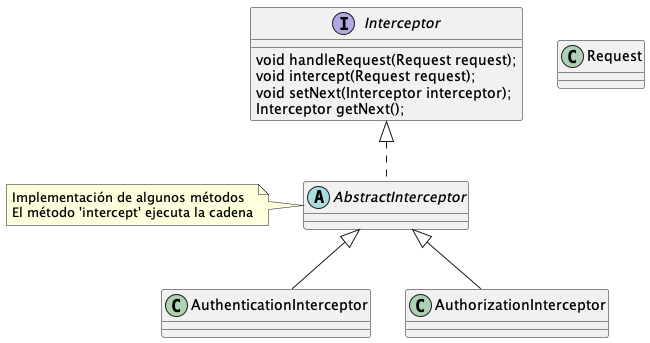 I Interceptor
void handleRequest(Request request);
void intercept(Request request);
void setNext(Interceptor interceptor);
Interceptor getNext();
C Request
Implementación de algunos métodos
El método 'intercept' ejecuta la cadena
A AbstractInterceptor
C AuthenticationInterceptor
C AuthorizationInterceptor